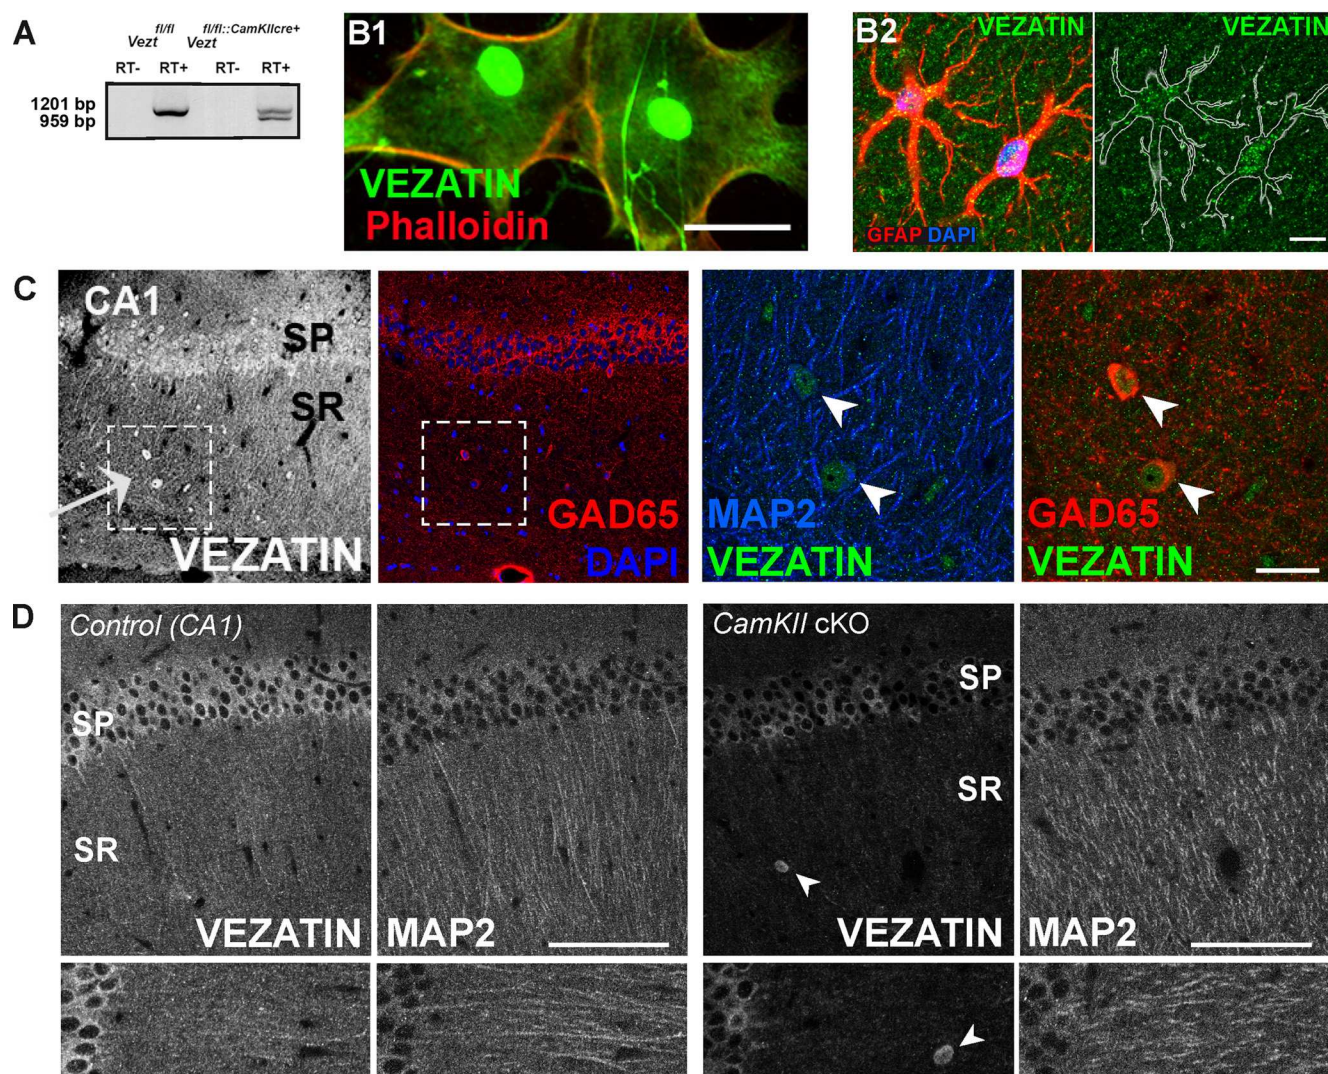 A
Vezt fl/fl Vezt fl/fl::CamKIIcre+
RT- RT+ RT- RT+
1201 bp
959 bp
B1
VEZATIN
Phalloidin
B2
VEZATIN
GFAP DAPI
VEZATIN
C
CA1
SP
SR
VEZATIN
GAD65
DAPI
MAP2
VEZATIN
GAD65
VEZATIN
D
Control (CA1)
SP
SR
VEZATIN
MAP2
CamKII cKO
SP
SR
VEZATIN
MAP2